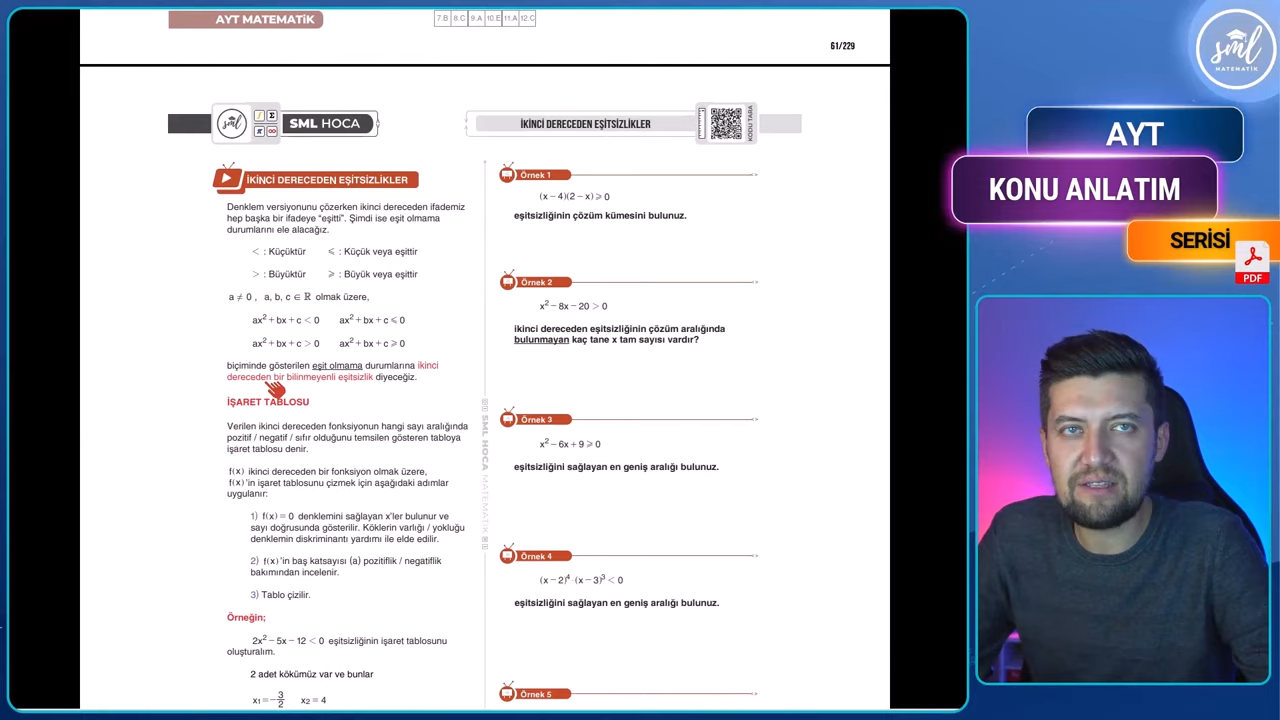 AYT MATEMATİK
7.B 8.C 9.A 10.E 11.A 12.C
61/229
sml
SML HOCA
İKİNCİ DERECEDEN EŞİTSİZLİKLER
KODU TARA
İKİNCİ DERECEDEN EŞİTSİZLİKLER
Denklem versiyonunu çözerken ikinci dereceden ifademiz
hep başka bir ifadeye “eşitti”. Şimdi ise eşit olmama
durumlarını ele alacağız.
< : Küçüktür ⩽ : Küçük veya eşittir
> : Büyüktür ⩾ : Büyük veya eşittir
a ≠ 0 , a, b, c ∈ ℝ olmak üzere,
ax² + bx + c < 0 ax² + bx + c ⩽ 0
ax² + bx + c > 0 ax² + bx + c ⩾ 0
biçiminde gösterilen eşit olmama durumlarına ikinci
dereceden bir bilinmeyenli eşitsizlik diyeceğiz.
İŞARET TABLOSU
Verilen ikinci dereceden fonksiyonun hangi sayı aralığında
pozitif / negatif / sıfır olduğunu temsilen gösteren tabloya
işaret tablosu denir.
f(x) ikinci dereceden bir fonksiyon olmak üzere,
f(x)'in işaret tablosunu çizmek için aşağıdaki adımlar
uygulanır:
1) f(x) = 0 denklemini sağlayan x'ler bulunur ve
sayı doğrusunda gösterilir. Köklerin varlığı / yokluğu
denklemin diskriminantı yardımı ile elde edilir.
2) f(x)'in baş katsayısı (a) pozitiflik / negatiflik
bakımından incelenir.
3) Tablo çizilir.
Örneğin;
2x² − 5x − 12 < 0 eşitsizliğinin işaret tablosunu
oluşturalım.
2 adet kökümüz var ve bunlar
x₁ = −3/2 x₂ = 4
SML HOCA MATEMATİK
Örnek 1
(x − 4)(2 − x) ⩾ 0
eşitsizliğinin çözüm kümesini bulunuz.
Örnek 2
x² − 8x − 20 > 0
ikinci dereceden eşitsizliğinin çözüm aralığında
bulunmayan kaç tane x tam sayısı vardır?
Örnek 3
x² − 6x + 9 ⩾ 0
eşitsizliğini sağlayan en geniş aralığı bulunuz.
Örnek 4
(x − 2)⁴ · (x − 3)³ < 0
eşitsizliğini sağlayan en geniş aralığı bulunuz.
Örnek 5
sml
MATEMATİK
AYT
KONU ANLATIM
SERİSİ
PDF